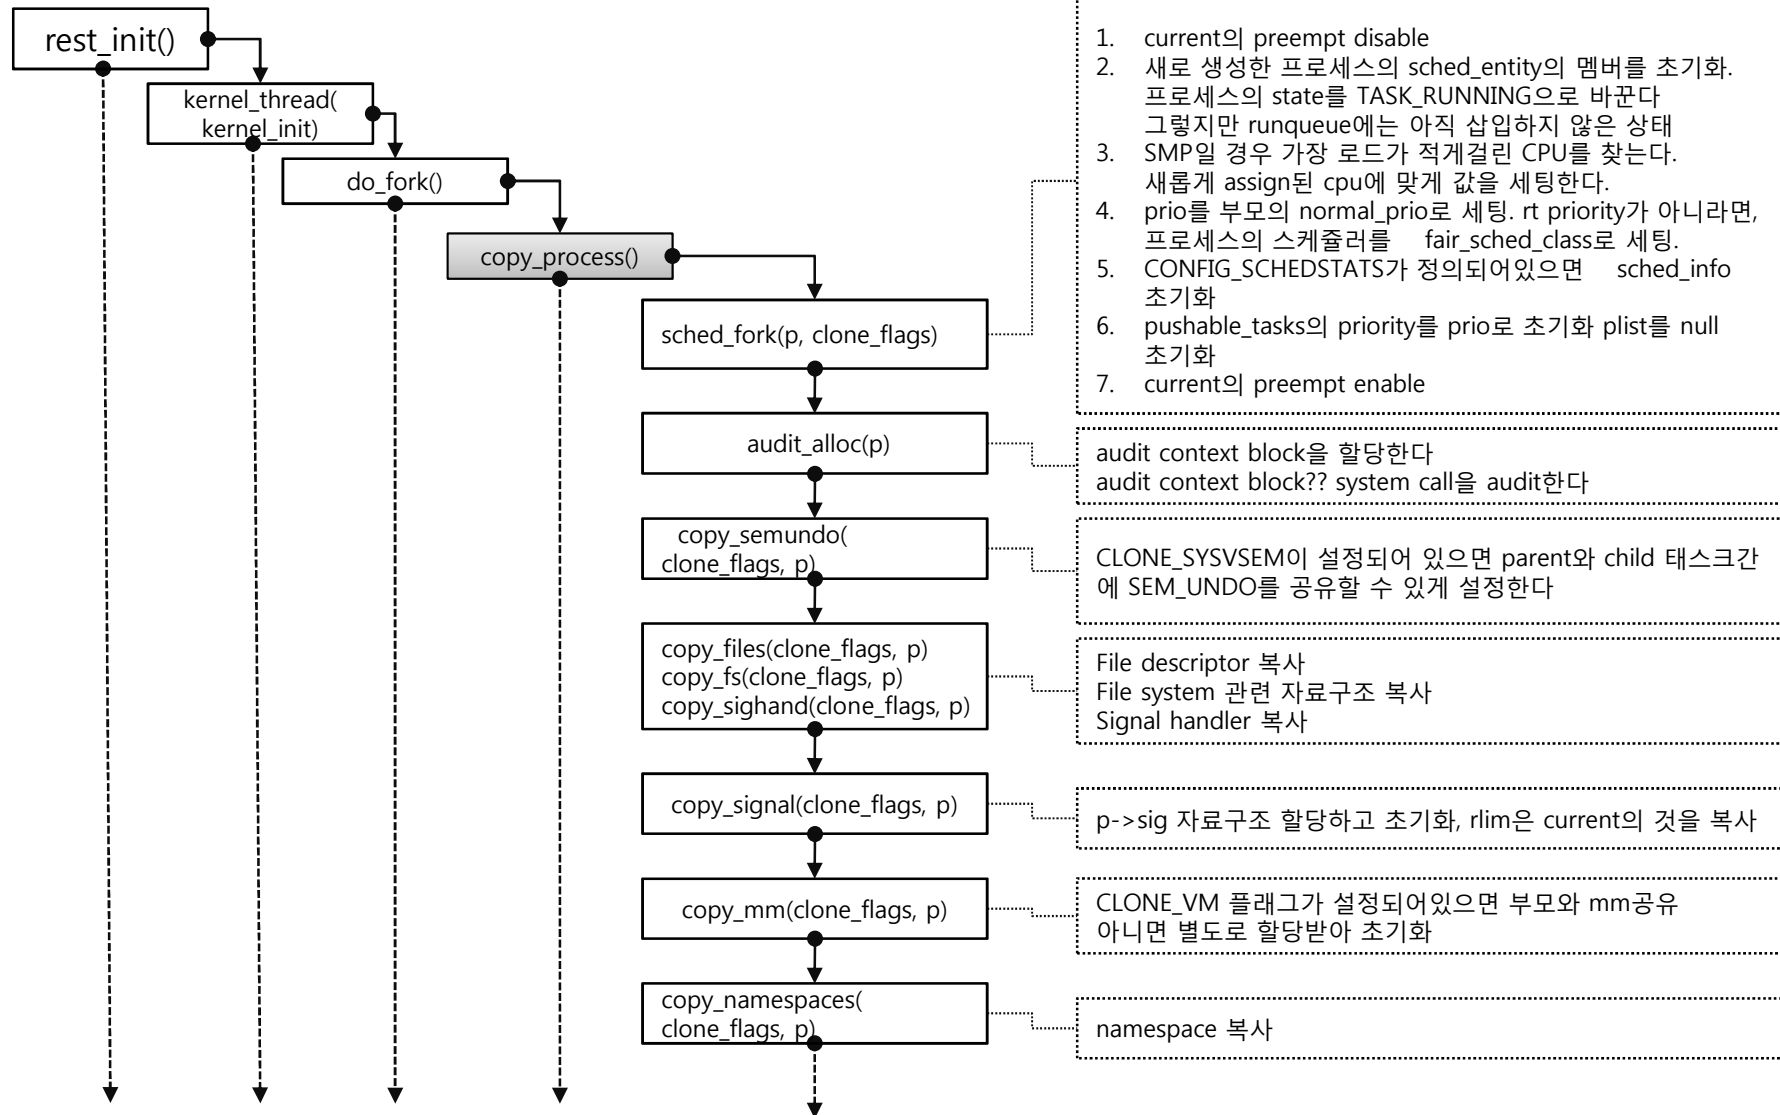 rest_init()
kernel_thread(
kernel_init)
do_fork()
copy_process()
sched_fork(p, clone_flags)
1. current의 preempt disable
2. 새로 생성한 프로세스의 sched_entity의 멤버를 초기화.
프로세스의 state를 TASK_RUNNING으로 바꾼다
그렇지만 runqueue에는 아직 삽입하지 않은 상태
3. SMP일 경우 가장 로드가 적게걸린 CPU를 찾는다.
새롭게 assign된 cpu에 맞게 값을 세팅한다.
4. prio를 부모의 normal_prio로 세팅. rt priority가 아니라면,
프로세스의 스케쥴러를 fair_sched_class로 세팅.
5. CONFIG_SCHEDSTATS가 정의되어있으면 sched_info
초기화
6. pushable_tasks의 priority를 prio로 초기화 plist를 null
초기화
7. current의 preempt enable
audit_alloc(p)
audit context block을 할당한다
audit context block?? system call을 audit한다
copy_semundo(
clone_flags, p)
CLONE_SYSVSEM이 설정되어 있으면 parent와 child 태스크간
에 SEM_UNDO를 공유할 수 있게 설정한다
copy_files(clone_flags, p)
copy_fs(clone_flags, p)
copy_sighand(clone_flags, p)
File descriptor 복사
File system 관련 자료구조 복사
Signal handler 복사
copy_signal(clone_flags, p)
p->sig 자료구조 할당하고 초기화, rlim은 current의 것을 복사
copy_mm(clone_flags, p)
CLONE_VM 플래그가 설정되어있으면 부모와 mm공유
아니면 별도로 할당받아 초기화
copy_namespaces(
clone_flags, p)
namespace 복사